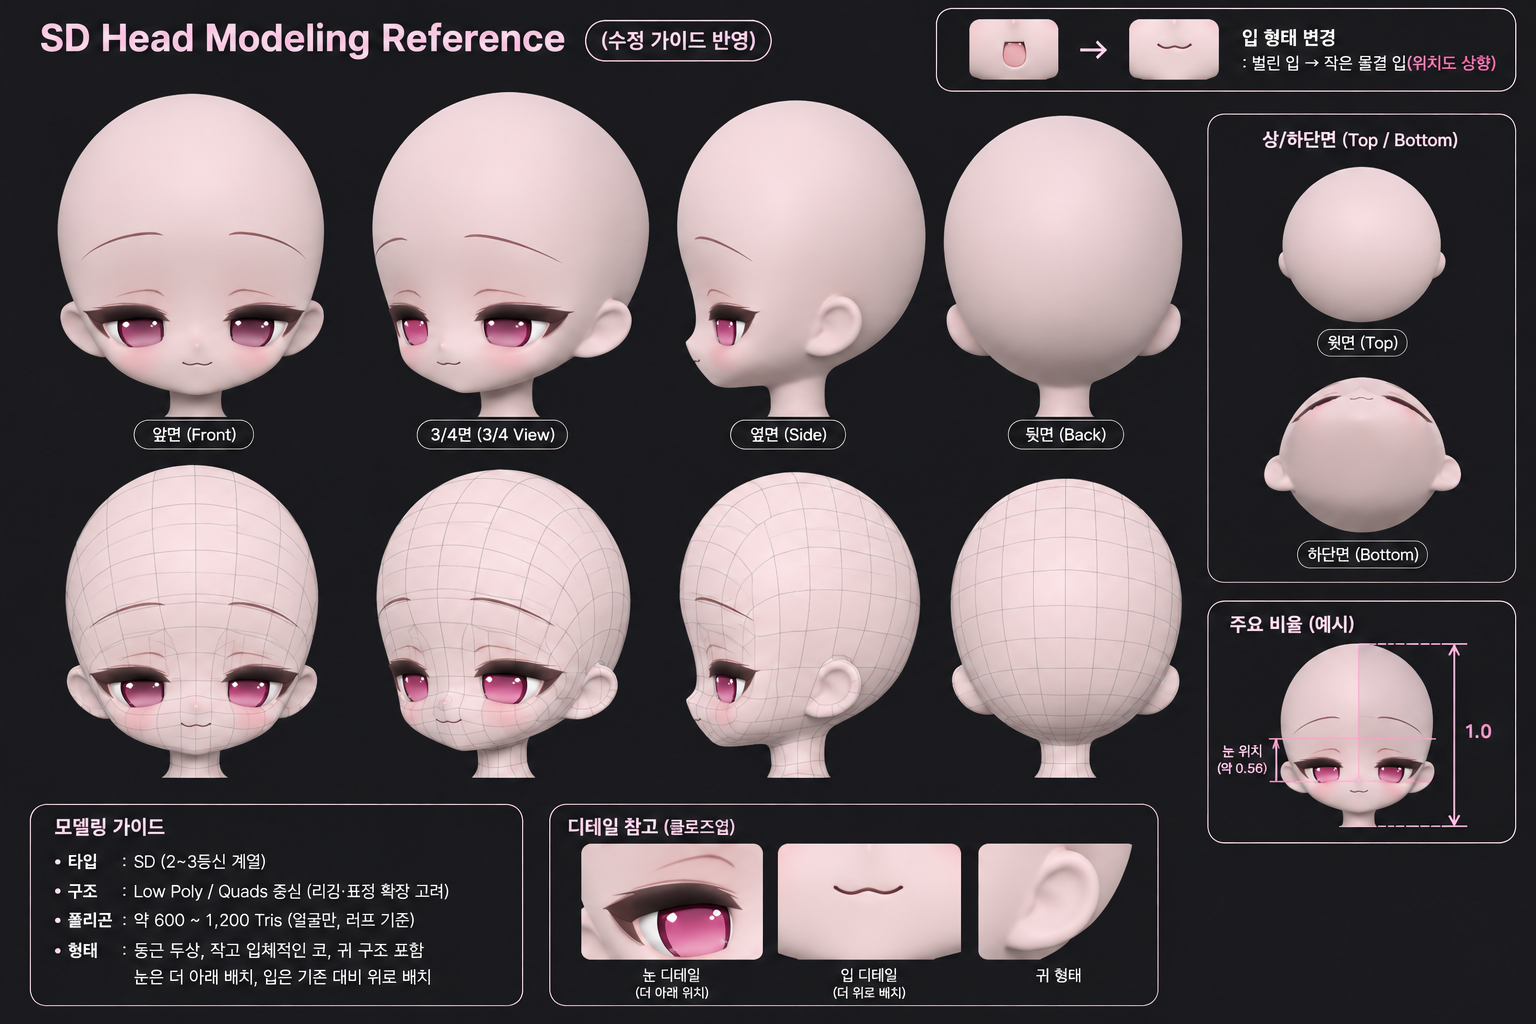 SD Head Modeling Reference (수정 가이드 반영)
입 형태 변경
: 벌린 입 → 작은 물결 입(위치도 상향)
앞면 (Front)
3/4면 (3/4 View)
옆면 (Side)
뒷면 (Back)
상/하단면 (Top / Bottom)
윗면 (Top)
하단면 (Bottom)
주요 비율 (예시)
1.0
눈 위치
(약 0.56)
모델링 가이드
• 타입 : SD (2~3등신 계열)
• 구조 : Low Poly / Quads 중심 (리깅·표정 확장 고려)
• 폴리곤 : 약 600 ~ 1,200 Tris (얼굴만, 러프 기준)
• 형태 : 둥근 두상, 작고 입체적인 코, 귀 구조 포함
눈은 더 아래 배치, 입은 기존 대비 위로 배치
디테일 참고 (클로즈업)
눈 디테일
(더 아래 위치)
입 디테일
(더 위로 배치)
귀 형태